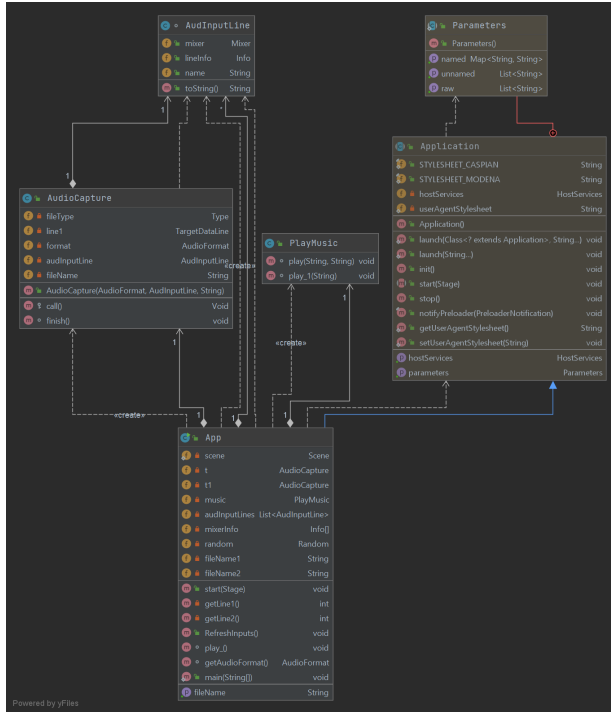 AudInputLine
mixer Mixer
lineInfo Info
name String
toString() String
Parameters
Parameters()
named Map<String, String>
unnamed List<String>
raw List<String>
1
*
1
AudioCapture
fileType Type
line1 TargetDataLine
format AudioFormat
audInputLine AudInputLine
fileName String
AudioCapture(AudioFormat, AudInputLine, String)
call() Void
finish() void
«create»
PlayMusic
play(String, String) void
play_1(String) void
Application
STYLESHEET_CASPIAN String
STYLESHEET_MODENA String
hostServices HostServices
userAgentStylesheet String
Application()
launch(Class<? extends Application>, String...) void
launch(String...) void
init() void
start(Stage) void
stop() void
notifyPreloader(PreloaderNotification) void
getUserAgentStylesheet() String
setUserAgentStylesheet(String) void
hostServices HostServices
parameters Parameters
1
1
«create»
«create»
1
1
1
App
scene Scene
t AudioCapture
t1 AudioCapture
music PlayMusic
audInputLines List<AudInputLine>
mixerInfo Info[]
random Random
fileName1 String
fileName2 String
start(Stage) void
getLine1() int
getLine2() int
RefreshInputs() void
play_() void
getAudioFormat() AudioFormat
main(String[]) void
fileName String
Powered by yFiles